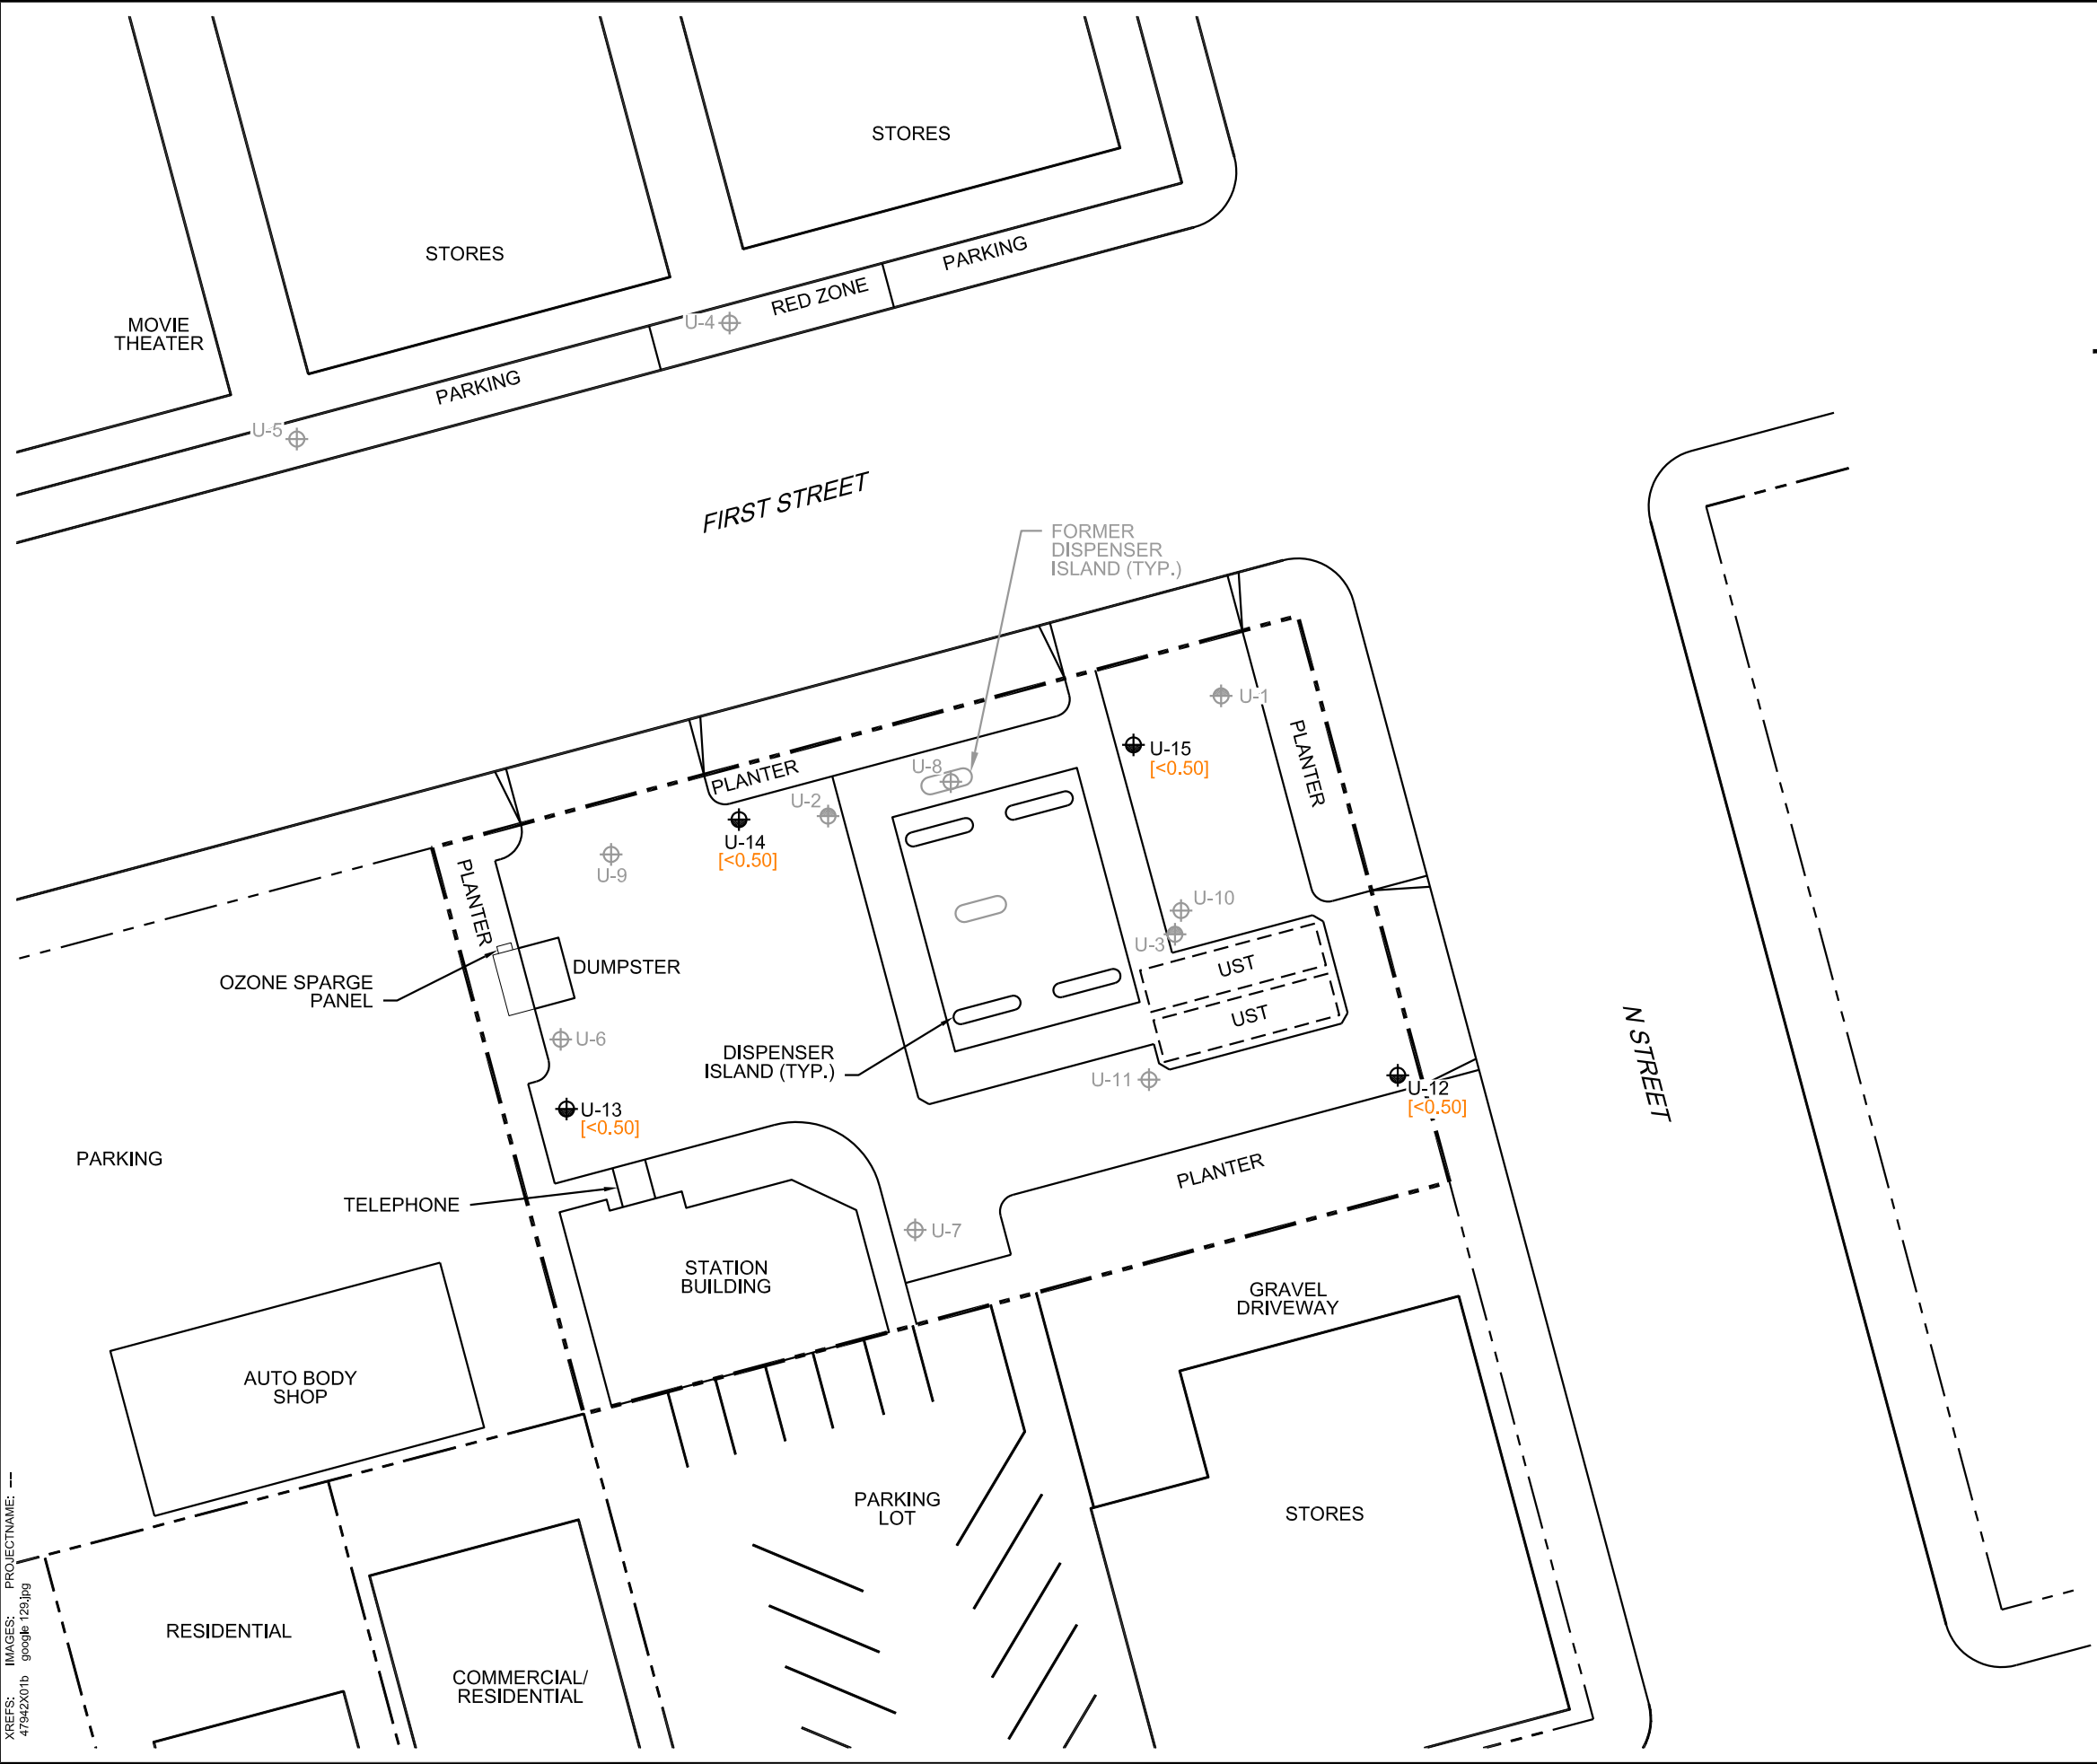 STORES
STORES
PARKING
RED ZONE
U-4
MOVIE
THEATER
PARKING
U-5
FIRST STREET
FORMER
DISPENSER
ISLAND (TYP.)
U-1
PLANTER
U-15
[<0.50]
U-8
PLANTER
U-2
U-14
[<0.50]
U-9
PLANTER
U-10
U-3
UST
UST
DUMPSTER
OZONE SPARGE
PANEL
U-6
DISPENSER
ISLAND (TYP.)
U-11
U-12
[<0.50]
N STREET
U-13
[<0.50]
PARKING
PLANTER
TELEPHONE
U-7
STATION
BUILDING
GRAVEL
DRIVEWAY
AUTO BODY
SHOP
PARKING
LOT
STORES
RESIDENTIAL
COMMERCIAL/
RESIDENTIAL
XREFS: IMAGES: PROJECTNAME: ---
47942X01b google 129.jpg